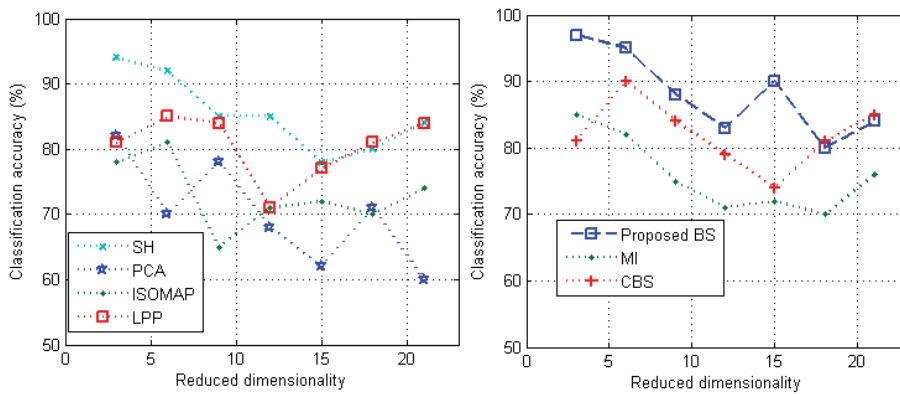 100
90
80
70
60
50
Classification accuracy (%)
SH
PCA
ISOMAP
LPP
0 5 10 15 20
Reduced dimensionality
100
90
80
70
60
50
Classification accuracy (%)
Proposed BS
MI
CBS
0 5 10 15 20
Reduced dimensionality